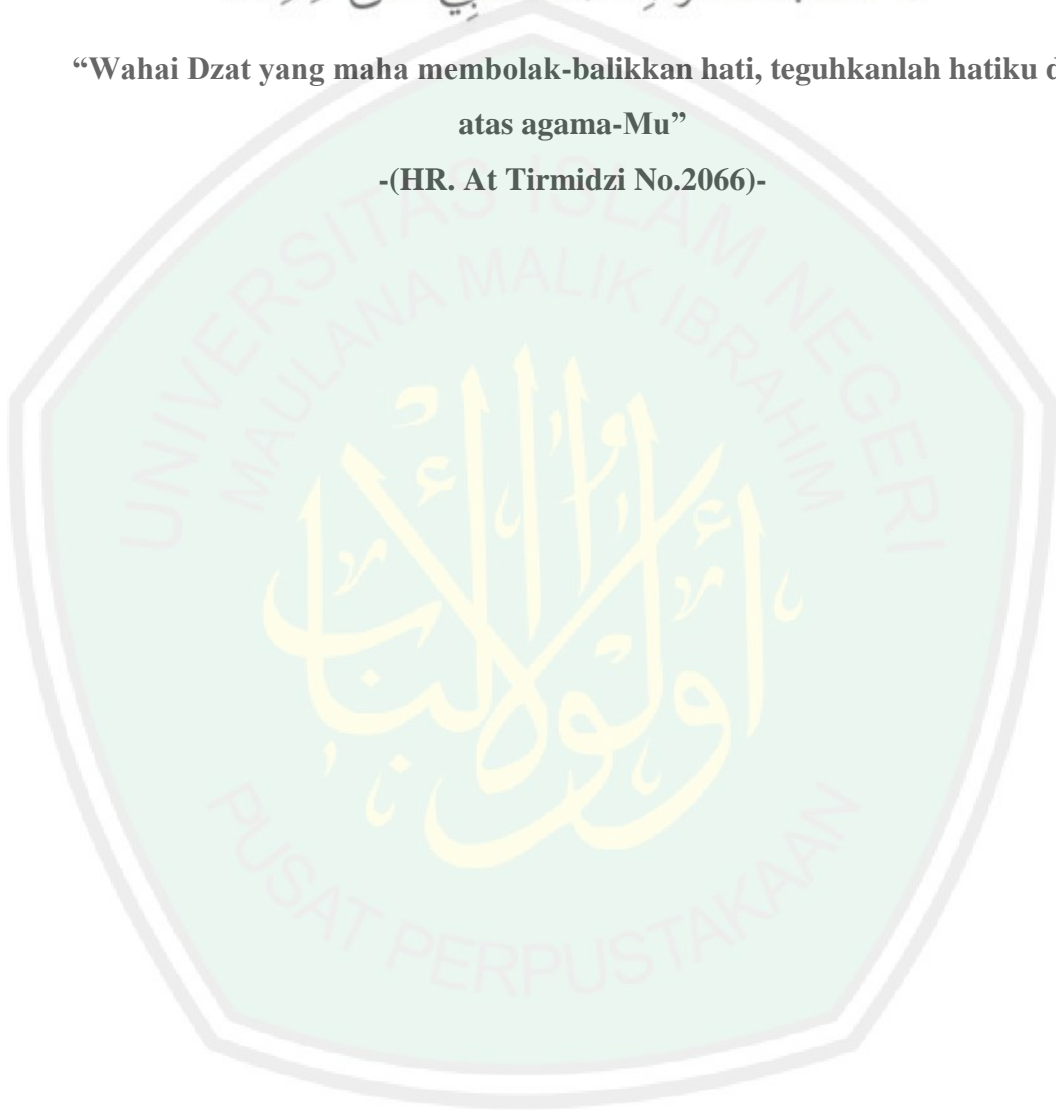 “Wahai Dzat yang maha membolak-balikkan hati, teguhkanlah hatiku d
atas agama-Mu”
-(HR. At Tirmidzi No.2066)-
UNIVERSITAS ISLAM NEGERI
MAULANA MALIK IBRAHIM
PUSAT PERPUSTAKAAN